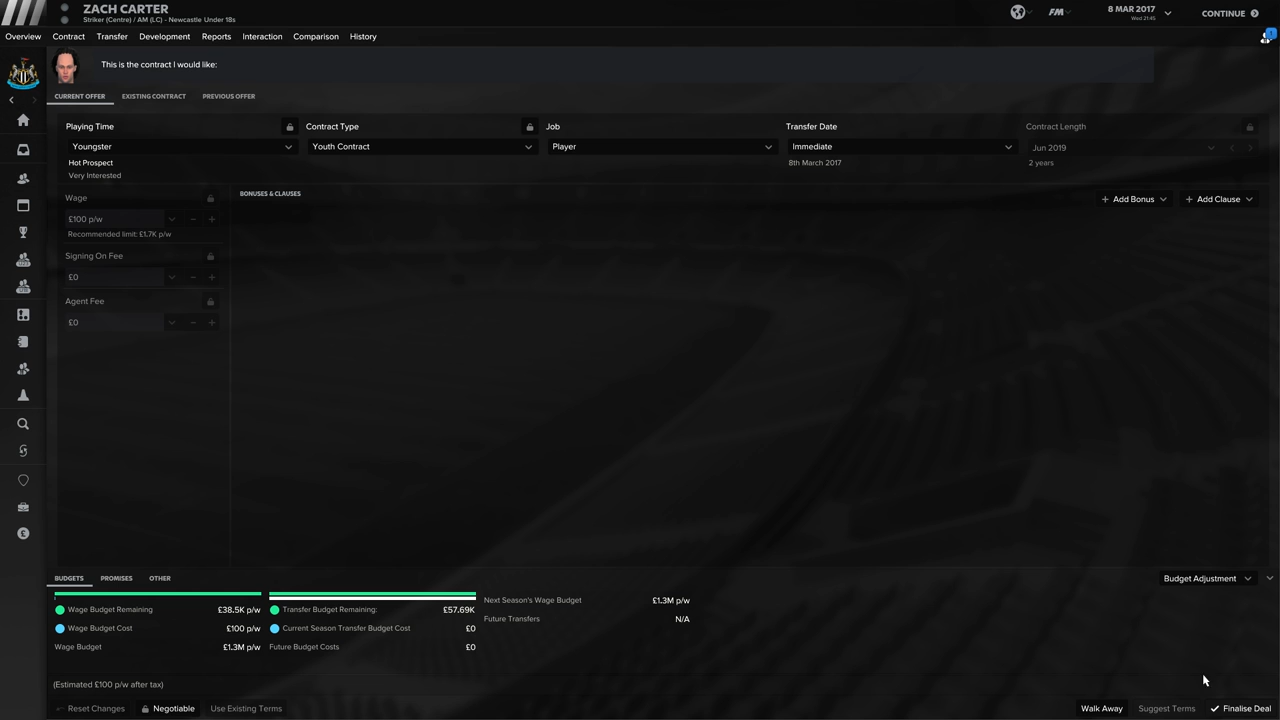 ZACH CARTER
Striker (Centre) / AM (LC) - Newcastle Under 18s
FM
8 MAR 2017
Wed 21:45
CONTINUE
Overview Contract Transfer Development Reports Interaction Comparison History
1
This is the contract I would like:
CURRENT OFFER EXISTING CONTRACT PREVIOUS OFFER
Playing Time Contract Type Job Transfer Date Contract Length
Youngster Youth Contract Player Immediate Jun 2019
Hot Prospect 8th March 2017 2 years
Very Interested
Wage BONUSES & CLAUSES + Add Bonus + Add Clause
£100 p/w
Recommended limit: £1.7K p/w
Signing On Fee
£0
Agent Fee
£0
BUDGETS PROMISES OTHER Budget Adjustment
Wage Budget Remaining £38.5K p/w Transfer Budget Remaining: £57.69K Next Season's Wage Budget £1.3M p/w
Wage Budget Cost £100 p/w Current Season Transfer Budget Cost £0 Future Transfers N/A
Wage Budget £1.3M p/w Future Budget Costs £0
(Estimated £100 p/w after tax)
Reset Changes Negotiable Use Existing Terms Walk Away Suggest Terms Finalise Deal